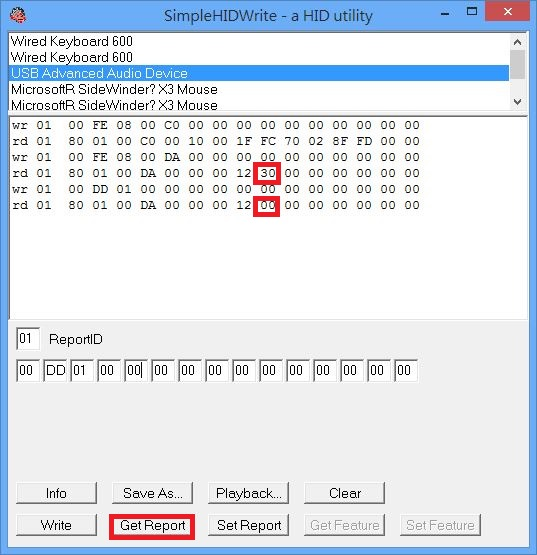 SimpleHIDWrite - a HID utility
Wired Keyboard 600
Wired Keyboard 600
USB Advanced Audio Device
MicrosoftR SideWinder? X3 Mouse
MicrosoftR SideWinder? X3 Mouse
wr 01 00 FE 08 00 C0 00 00 00 00 00 00 00 00 00 00
rd 01 80 01 00 C0 00 10 00 1F FC 70 02 8F FD 00 00
wr 01 00 FE 08 00 DA 00 00 00 00 00 00 00 00 00 00
rd 01 80 01 00 DA 00 00 00 12 30 00 00 00 00 00 00
wr 01 00 DD 01 00 00 00 00 00 00 00 00 00 00 00 00
rd 01 80 01 00 DA 00 00 00 12 00 00 00 00 00 00 00
01 ReportID
00 DD 01 00 00 00 00 00 00 00 00 00 00 00 00
Info Save As... Playback... Clear
Write Get Report Set Report Get Feature Set Feature